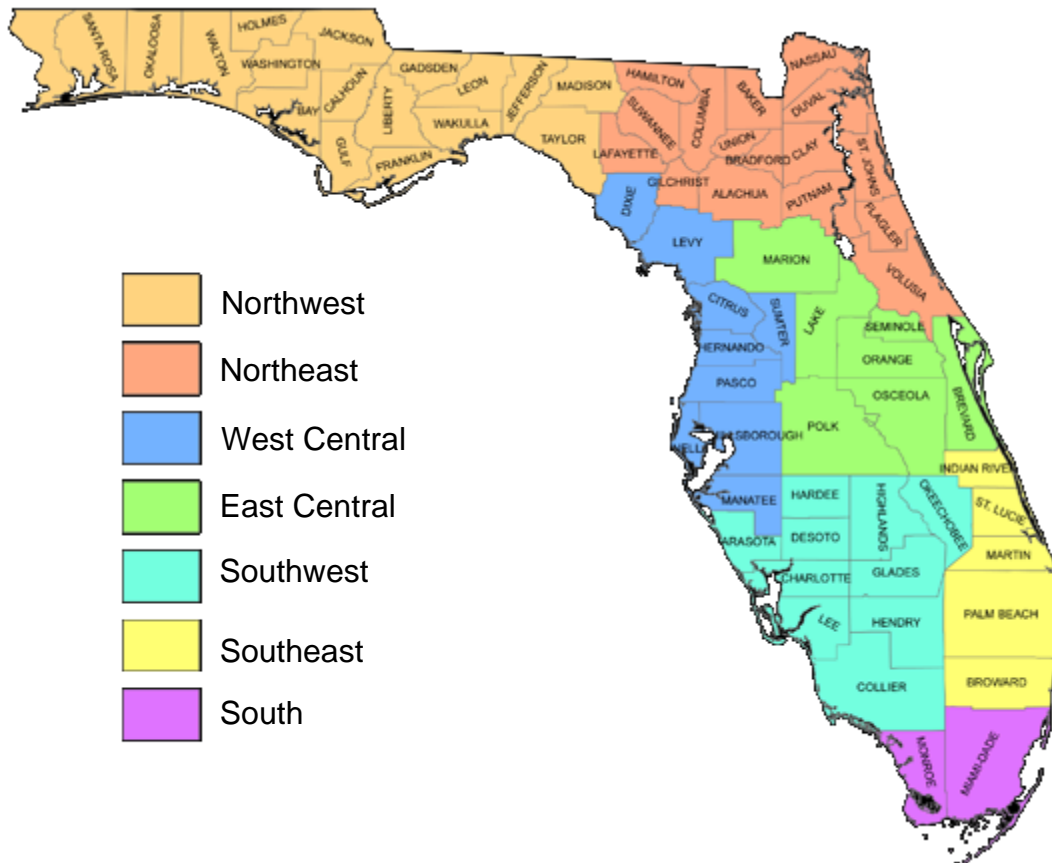 SANTA ROSA
OKALOOSA
WALTON
HOLMES
WASHINGTON
JACKSON
BAY
CALHOUN
GULF
LIBERTY
GADSDEN
LEON
WAKULLA
FRANKLIN
JEFFERSON
MADISON
TAYLOR
HAMILTON
SUWANNEE
LAFAYETTE
COLUMBIA
BAKER
NASSAU
DUVAL
UNION
BRADFORD
CLAY
ST. JOHNS
GILCHRIST
ALACHUA
PUTNAM
FLAGLER
VOLUSIA
DIXIE
LEVY
MARION
CITRUS
SUMTER
LAKE
SEMINOLE
HERNANDO
ORANGE
PASCO
OSCEOLA
BREVARD
LLSBOROUGH
NELL
POLK
INDIAN RIVER
MANATEE
HARDEE
HIGHLANDS
OKEECHOBEE
ST. LUCIE
ARASOTA
DESOTO
MARTIN
CHARLOTTE
GLADES
LEE
HENDRY
PALM BEACH
COLLIER
BROWARD
MONROE
MIAMI-DADE
Northwest
Northeast
West Central
East Central
Southwest
Southeast
South